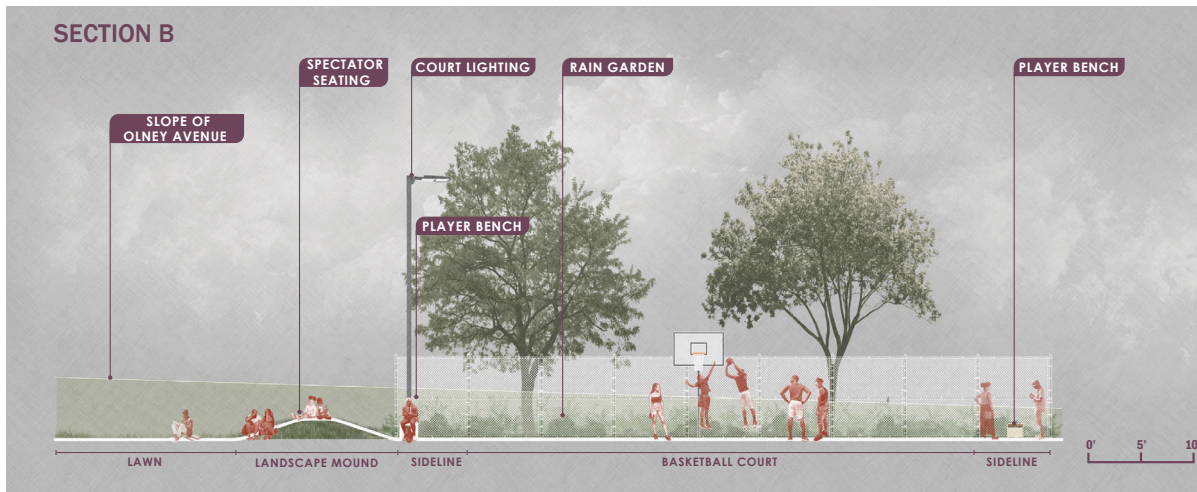 SECTION B
SPECTATOR
SEATING
COURT LIGHTING
RAIN GARDEN
PLAYER BENCH
SLOPE OF
OLNEY AVENUE
PLAYER BENCH
LAWN
LANDSCAPE MOUND
SIDELINE
BASKETBALL COURT
SIDELINE
0'
5'
10